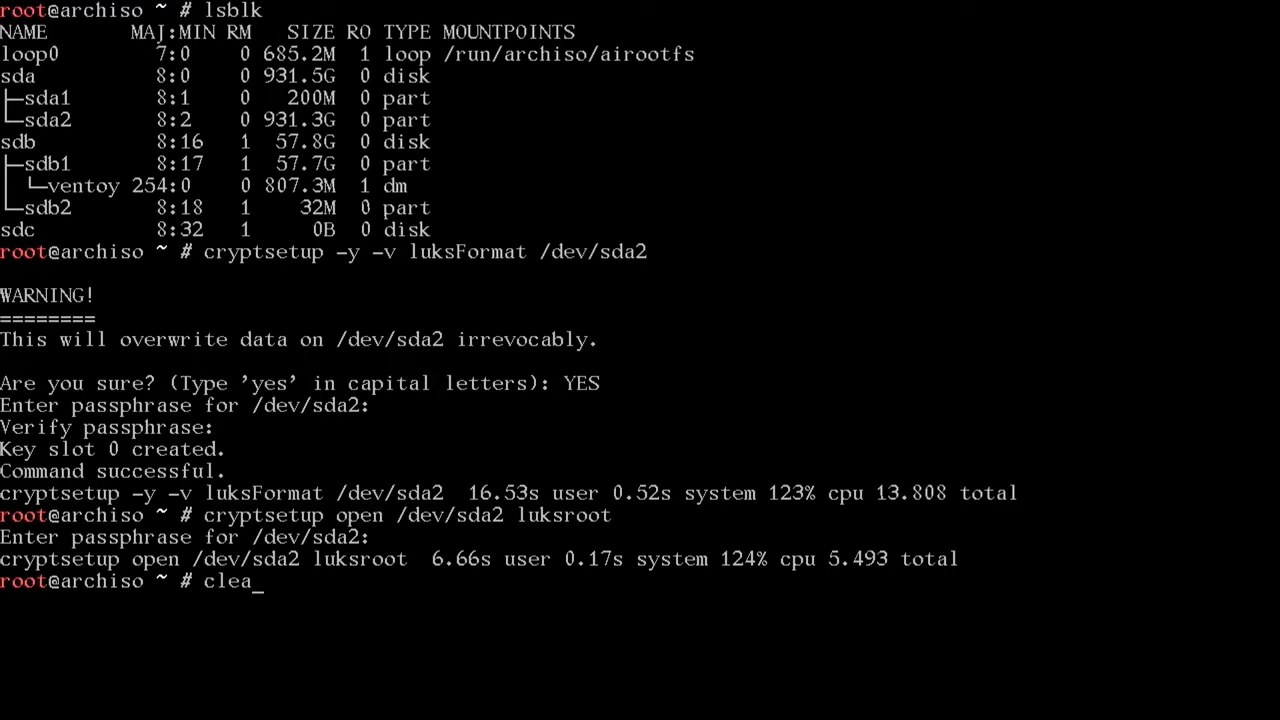 root@archiso ~ # lsblk
NAME MAJ:MIN RM SIZE RO TYPE MOUNTPOINTS
loop0 7:0 0 685.2M 1 loop /run/archiso/airootfs
sda 8:0 0 931.5G 0 disk
├─sda1 8:1 0 200M 0 part
└─sda2 8:2 0 931.3G 0 part
sdb 8:16 1 57.8G 0 disk
├─sdb1 8:17 1 57.7G 0 part
│ └─ventoy 254:0 0 807.3M 1 dm
└─sdb2 8:18 1 32M 0 part
sdc 8:32 1 0B 0 disk
root@archiso ~ # cryptsetup -y -v luksFormat /dev/sda2
WARNING!
========
This will overwrite data on /dev/sda2 irrevocably.
Are you sure? (Type 'yes' in capital letters): YES
Enter passphrase for /dev/sda2:
Verify passphrase:
Key slot 0 created.
Command successful.
cryptsetup -y -v luksFormat /dev/sda2 16.53s user 0.52s system 123% cpu 13.808 total
root@archiso ~ # cryptsetup open /dev/sda2 luksroot
Enter passphrase for /dev/sda2:
cryptsetup open /dev/sda2 luksroot 6.66s user 0.17s system 124% cpu 5.493 total
root@archiso ~ # clea_